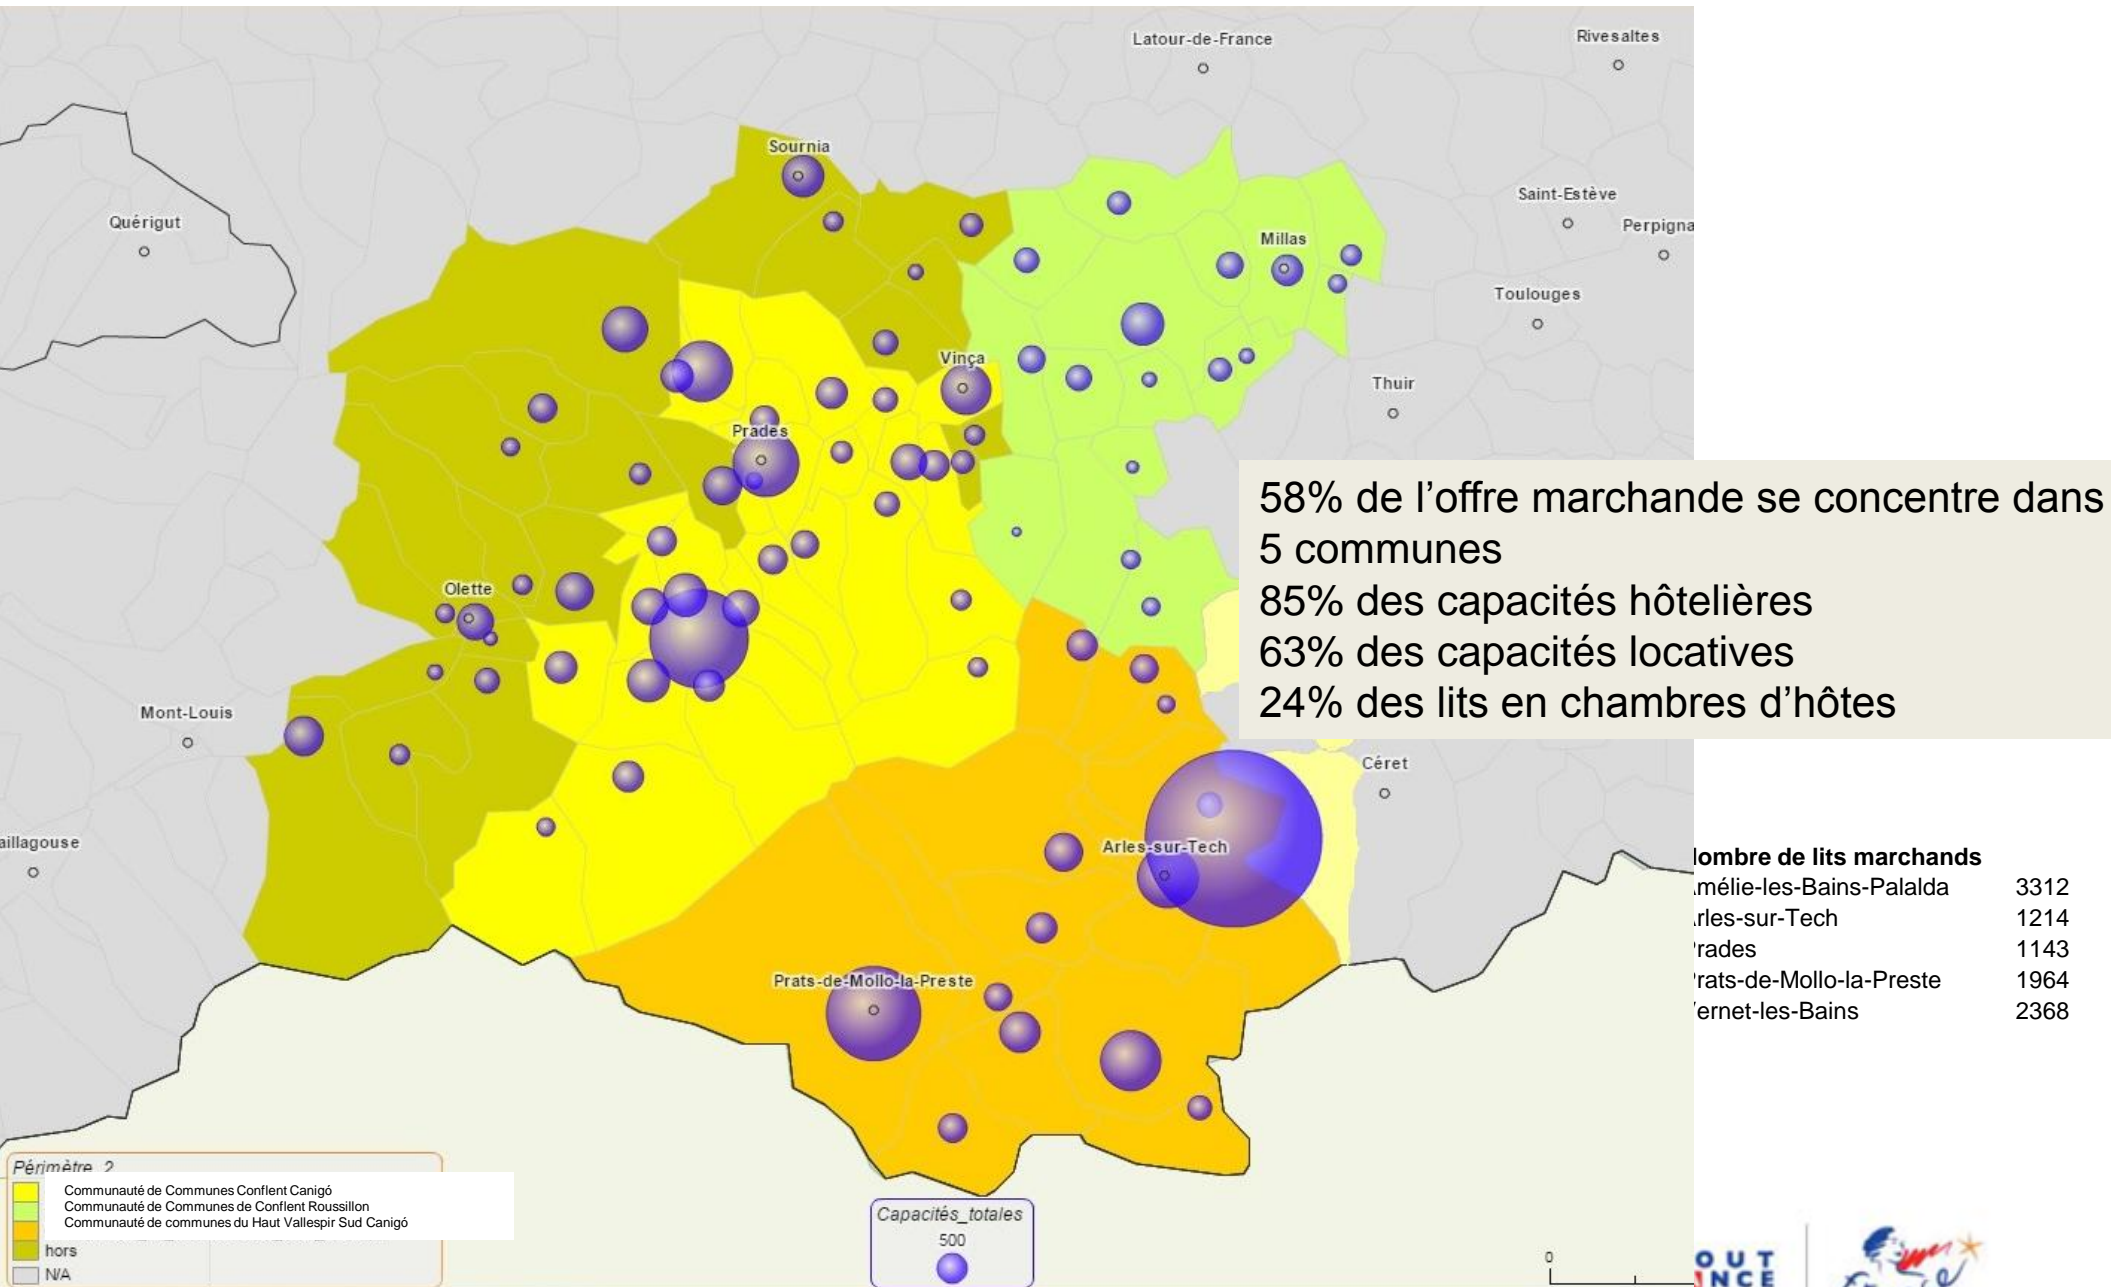 Latour-de-France
Rivesaltes
Sournia
Quérigut
Saint-Estève
Perpigna
Millas
Toulouges
Vinça
Thuir
Prades
58% de l’offre marchande se concentre dans
5 communes
85% des capacités hôtelières
63% des capacités locatives
24% des lits en chambres d’hôtes
Olette
Mont-Louis
Céret
aillagouse
Arles-sur-Tech
Prats-de-Mollo-la-Preste
ombre de lits marchands
mélie-les-Bains-Palalda 3312
rles-sur-Tech 1214
rades 1143
rats-de-Mollo-la-Preste 1964
ernet-les-Bains 2368
Périmètre_2
Communauté de Communes Conflent Canigó
Communauté de Communes de Conflent Roussillon
Communauté de communes du Haut Vallespir Sud Canigó
hors
N/A
Capacités_totales
500
0
OUT
NCE